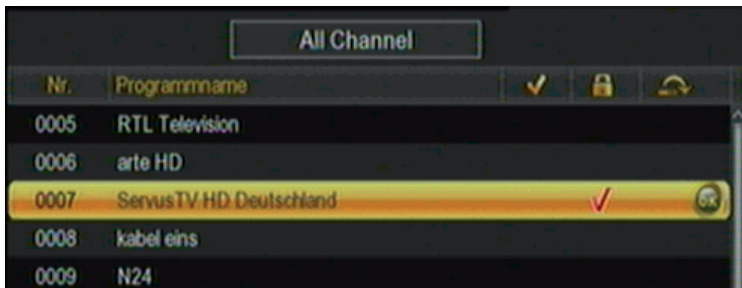 All Channel
Nr. Programmname
0005 RTL Television
0006 arte HD
0007 ServusTV HD Deutschland OK
0008 kabel eins
0009 N24